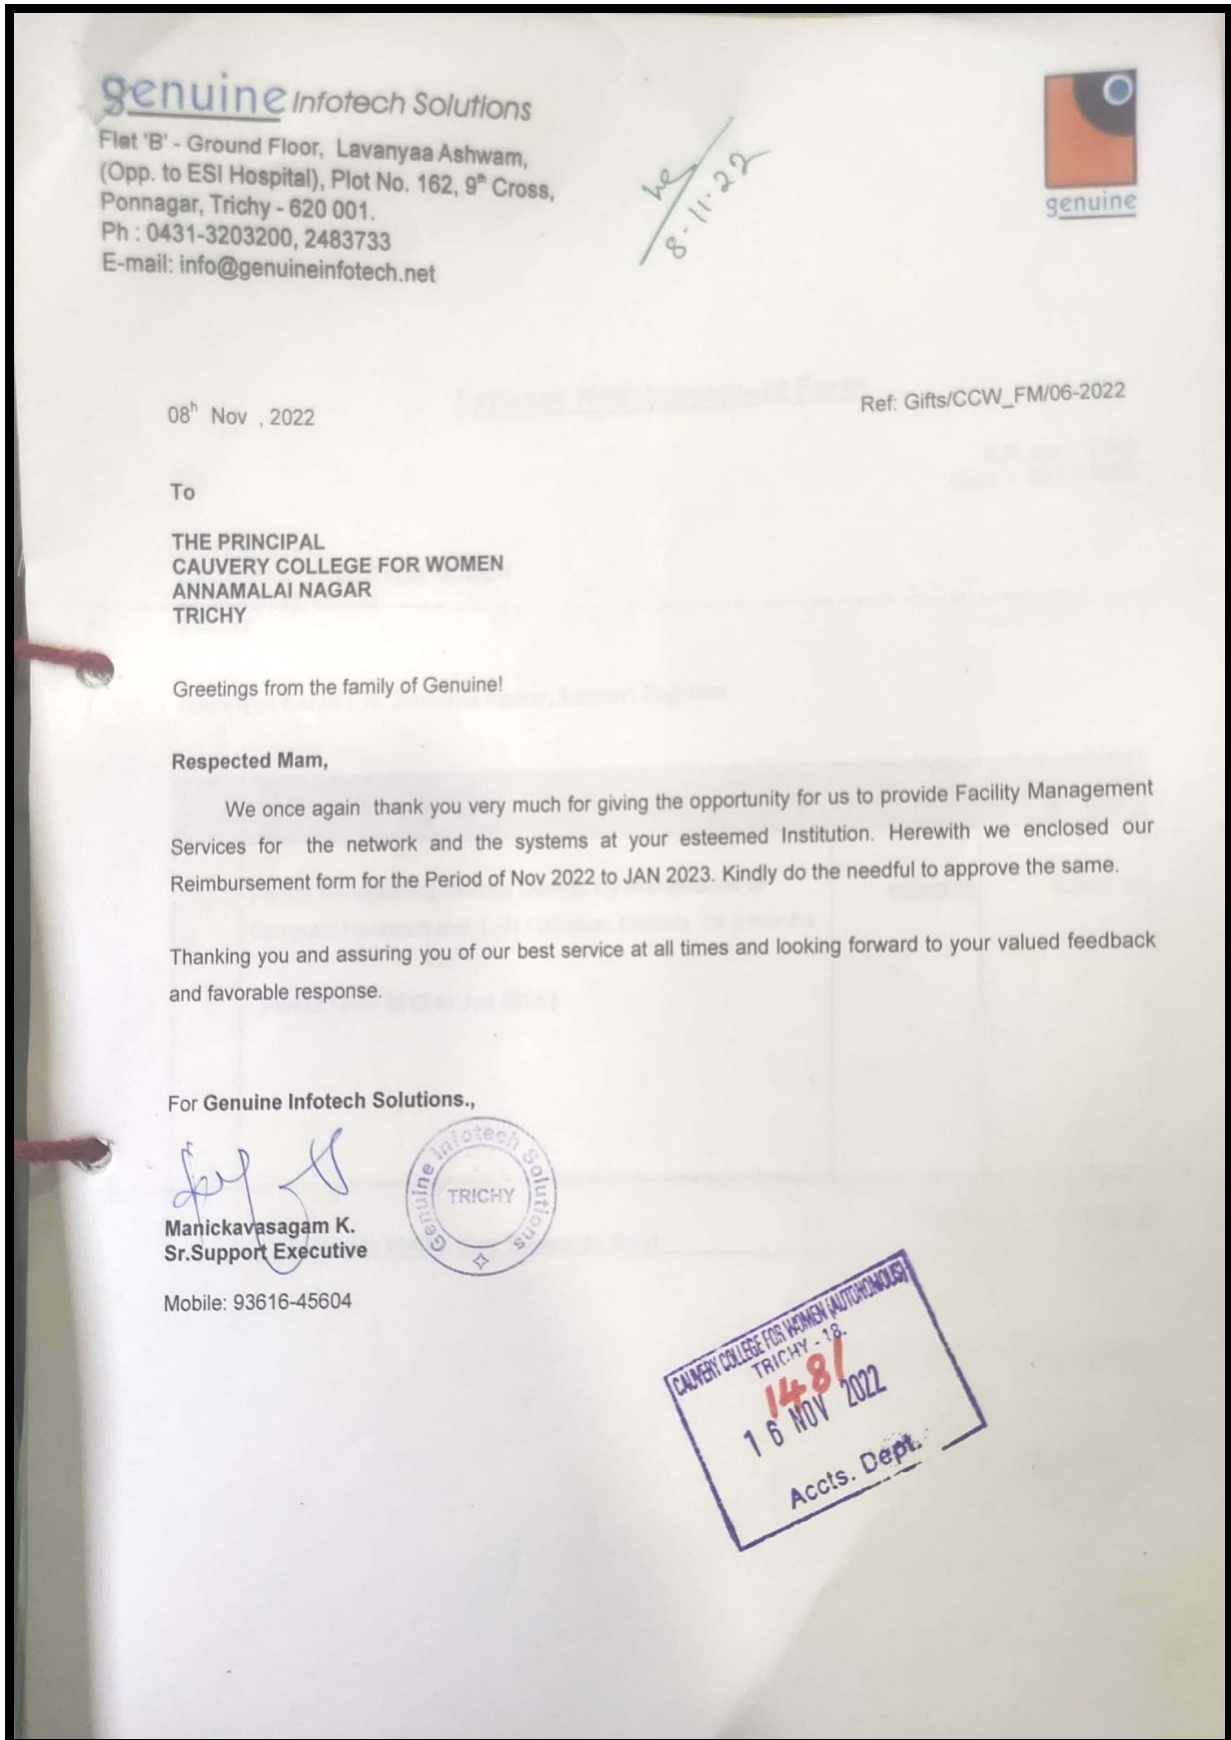 genuine Infotech Solutions
Flat 'B' - Ground Floor, Lavanyaa Ashwam,
(Opp. to ESI Hospital), Plot No. 162, 9th Cross,
Ponnagar, Trichy - 620 001.
Ph : 0431-3203200, 2483733
E-mail: info@genuineinfotech.net
8-11-22
genuine
08h Nov , 2022
Ref: Gifts/CCW_FM/06-2022
To
THE PRINCIPAL
CAUVERY COLLEGE FOR WOMEN
ANNAMALAI NAGAR
TRICHY
Greetings from the family of Genuine!
Respected Mam,
We once again thank you very much for giving the opportunity for us to provide Facility Management
Services for the network and the systems at your esteemed Institution. Herewith we enclosed our
Reimbursement form for the Period of Nov 2022 to JAN 2023. Kindly do the needful to approve the same.
Thanking you and assuring you of our best service at all times and looking forward to your valued feedback
and favorable response.
For Genuine Infotech Solutions.,
Genuine Infotech Solutions
TRICHY
Manickavasagam K.
Sr.Support Executive
Mobile: 93616-45604
CAUVERY COLLEGE FOR WOMEN (AUTONOMOUS)
TRICHY - 18.
1481
16 NOV 2022
Accts. Dept.